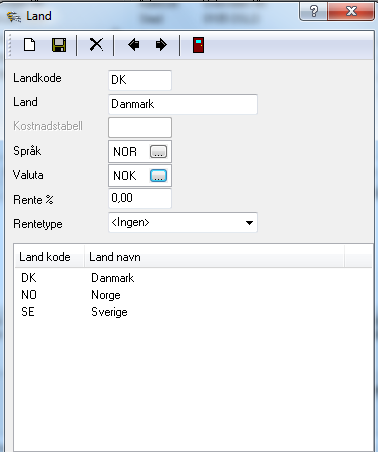 Land
Landkode DK
Land Danmark
Kostnadstabell
Språk NOR ...
Valuta NOK ...
Rente % 0,00
Rentetype <Ingen>
Land kode Land navn
DK Danmark
NO Norge
SE Sverige